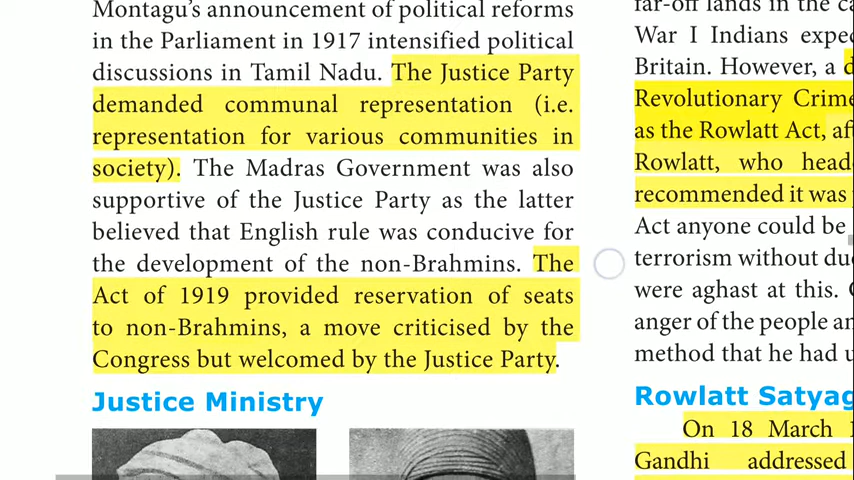 Montagu's announcement of political reforms
in the Parliament in 1917 intensified political
discussions in Tamil Nadu. The Justice Party
demanded communal representation (i.e.
representation for various communities in
society). The Madras Government was also
supportive of the Justice Party as the latter
believed that English rule was conducive for
the development of the non-Brahmins. The
Act of 1919 provided reservation of seats
to non-Brahmins, a move criticised by the
Congress but welcomed by the Justice Party.
Justice Ministry
far-off lands in the
War I Indians
Britain. However, a
Revolutionary
as the Rowlatt Act,
Rowlatt, who
recommended it was
Act anyone could be
terrorism without
were aghast at this.
anger of the people
method that he had
Rowlatt
On 18 March
Gandhi addressed